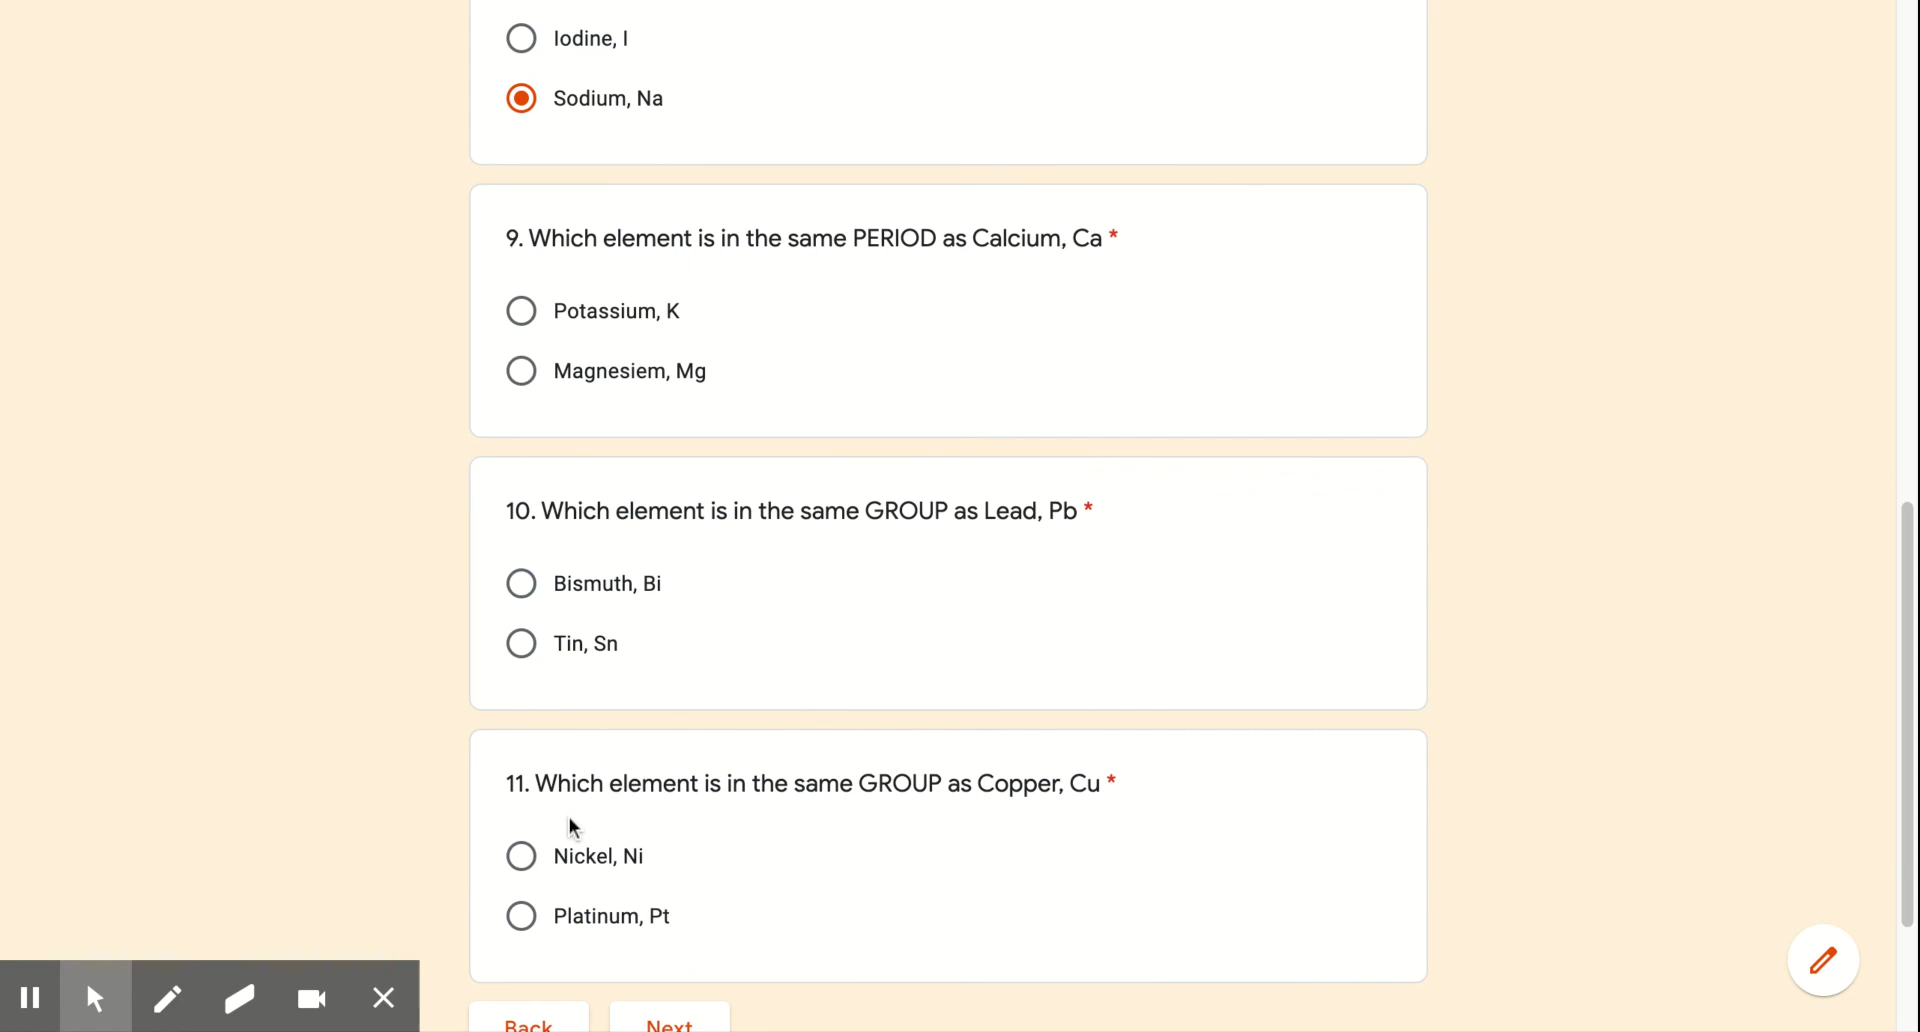 Iodine, I
Sodium, Na
9. Which element is in the same PERIOD as Calcium, Ca *
Potassium, K
Magnesiem, Mg
10. Which element is in the same GROUP as Lead, Pb *
Bismuth, Bi
Tin, Sn
11. Which element is in the same GROUP as Copper, Cu *
Nickel, Ni
Platinum, Pt
Back Next